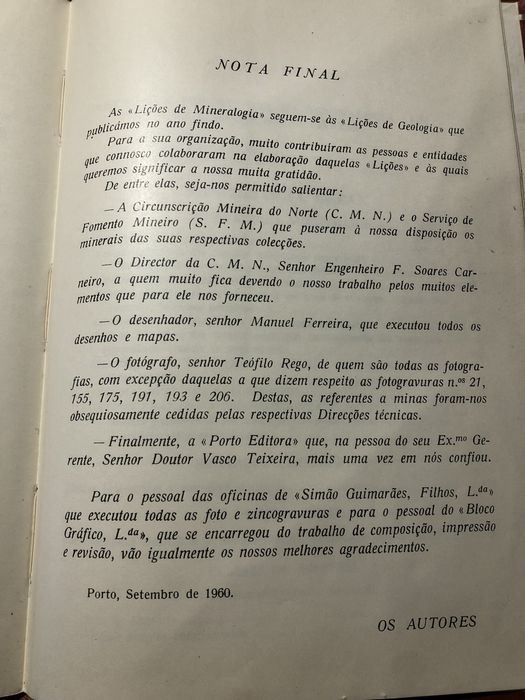 NOTA FINAL
As «Lições de Mineralogia» seguem-se às «Lições de Geologia» que
publicámos no ano findo.
Para a sua organização, muito contribuíram as pessoas e entidades
que connosco colaboraram na elaboração daquelas «Lições» e às quais
queremos significar a nossa muita gratidão.
De entre elas, seja-nos permitido salientar:
— A Circunscrição Mineira do Norte (C. M. N.) e o Serviço de
Fomento Mineiro (S. F. M.) que puseram à nossa disposição os
minerais das suas respectivas colecções.
— O Director da C. M. N., Senhor Engenheiro F. Soares Car-
neiro, a quem muito fica devendo o nosso trabalho pelos muitos ele-
mentos que para ele nos forneceu.
— O desenhador, senhor Manuel Ferreira, que executou todos os
desenhos e mapas.
— O fotógrafo, senhor Teófilo Rego, de quem são todas as fotogra-
fias, com excepção daquelas a que dizem respeito as fotogravuras n.ºs 21,
155, 175, 191, 193 e 206. Destas, as referentes a minas foram-nos
obsequiosamente cedidas pelas respectivas Direcções técnicas.
— Finalmente, a «Porto Editora» que, na pessoa do seu Ex.mo Ge-
rente, Senhor Doutor Vasco Teixeira, mais uma vez em nós confiou.
Para o pessoal das oficinas de «Simão Guimarães, Filhos, L.da»
que executou todas as foto e zincogravuras e para o pessoal do «Bloco
Gráfico, L.da», que se encarregou do trabalho de composição, impressão
e revisão, vão igualmente os nossos melhores agradecimentos.
Porto, Setembro de 1960.
OS AUTORES